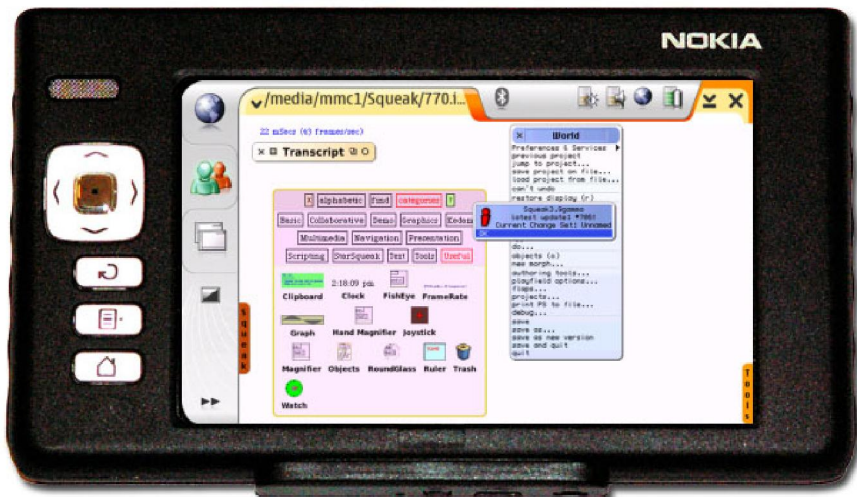 NOKIA
/media/mmc1/Squeak/770.i...
22 mSecs (43 frames/sec)
Transcript
World
Preferences & Services
previous project
jump to project...
save project on file...
load project from file...
can't undo
restore display (r)
alphabetic find categories ?
Basic Collaborative Demo Graphics Kedama
Multimedia Navigation Presentation
Scripting StarSqueak Text Tools Useful
latest update: #7061
Current Change Set: Unnamed
OK
do...
objects (o)
new morph...
authoring tools...
playfield options...
flaps...
projects...
print PS to file...
debug...
save
save as...
save as new version
save and quit
quit
2:18:09 pm
Clipboard Clock FishEye FrameRate
Graph Hand Magnifier Joystick
Magnifier Objects RoundGlass Ruler Trash
Watch
Squeak
Tools